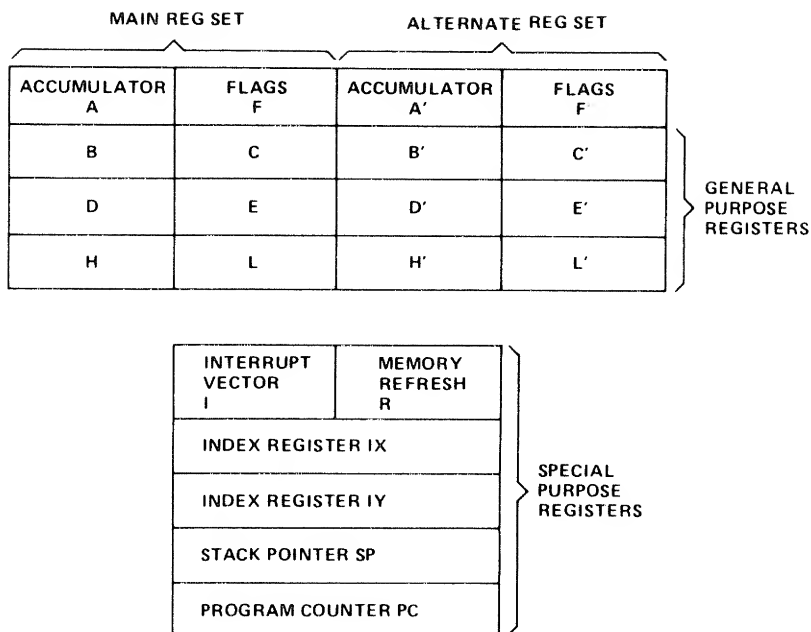 MAIN REG SET
ALTERNATE REG SET
ACCUMULATOR
A
FLAGS
F
ACCUMULATOR
A'
FLAGS
F'
B
C
B'
C'
D
E
D'
E'
H
L
H'
L'
GENERAL
PURPOSE
REGISTERS
INTERRUPT
VECTOR
I
MEMORY
REFRESH
R
INDEX REGISTER IX
INDEX REGISTER IY
STACK POINTER SP
PROGRAM COUNTER PC
SPECIAL
PURPOSE
REGISTERS